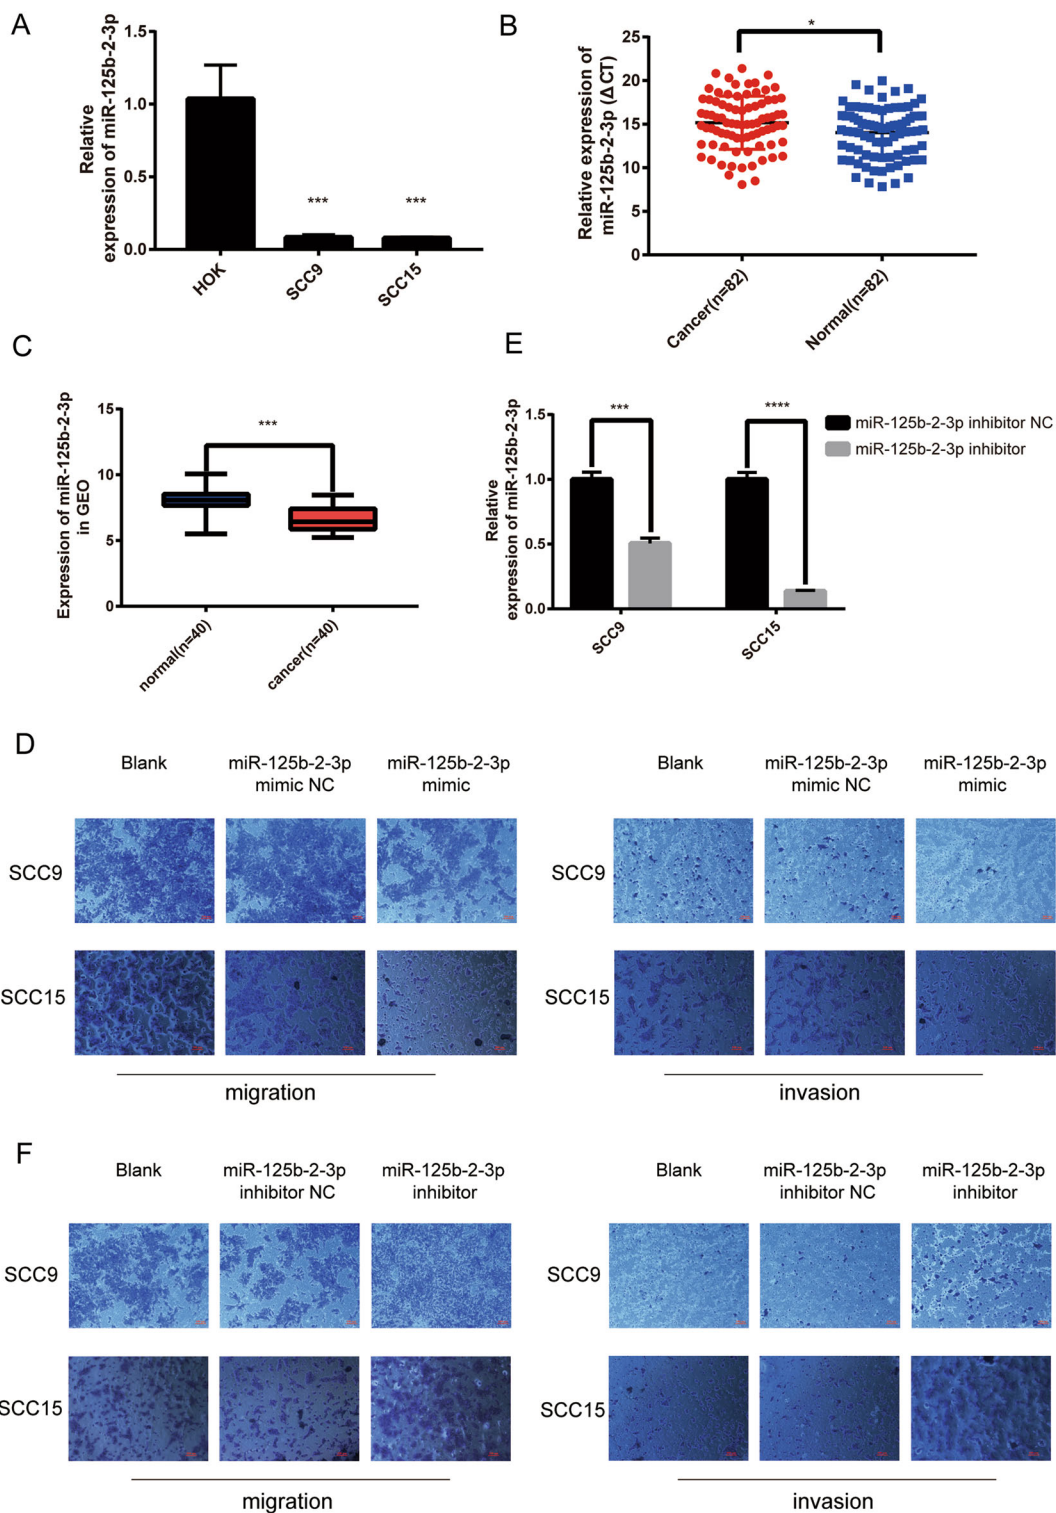 A
Relative
expression of miR-125b-2-3p
1.5
1.0
0.5
0.0
***
***
HOK
SCC9
SCC15
B
Relative expression of
miR-125b-2-3p (ΔCT)
25
20
15
10
5
0
*
Cancer(n=82)
Normal(n=82)
C
Expression of miR-125b-2-3p
in GEO
15
10
5
0
***
normal(n=40)
cancer(n=40)
E
Relative
expression of miR-125b-2-3p
1.5
1.0
0.5
0.0
***
****
SCC9
SCC15
miR-125b-2-3p inhibitor NC
miR-125b-2-3p inhibitor
D
Blank
miR-125b-2-3p
mimic NC
miR-125b-2-3p
mimic
SCC9
SCC15
migration
Blank
miR-125b-2-3p
mimic NC
miR-125b-2-3p
mimic
SCC9
SCC15
invasion
F
Blank
miR-125b-2-3p
inhibitor NC
miR-125b-2-3p
inhibitor
SCC9
SCC15
migration
Blank
miR-125b-2-3p
inhibitor NC
miR-125b-2-3p
inhibitor
SCC9
SCC15
invasion